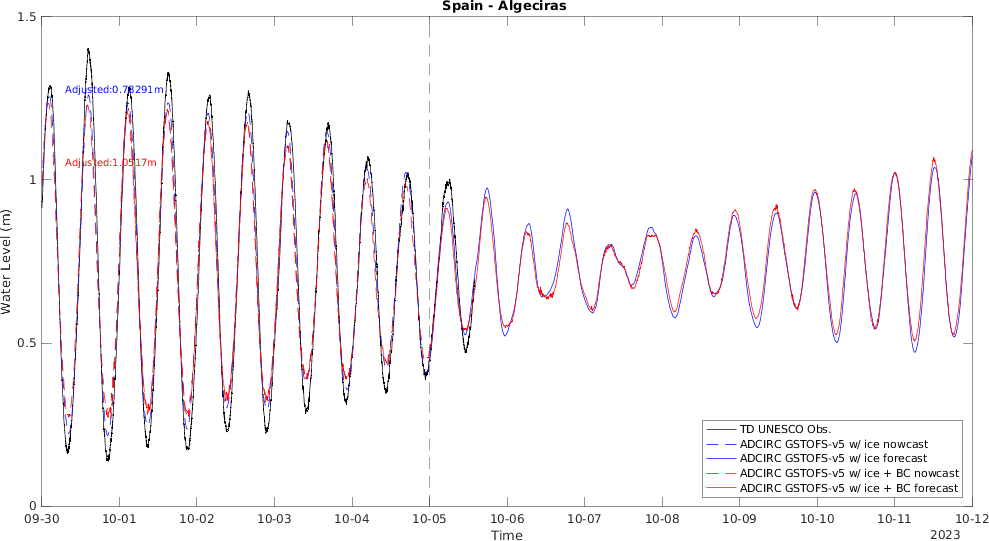 Spain - Algeciras
1.5
1
0.5
0
Water Level (m)
Adjusted:0.78291m
Adjusted:1.0517m
TD UNESCO Obs.
ADCIRC GSTOFS-v5 w/ ice nowcast
ADCIRC GSTOFS-v5 w/ ice forecast
ADCIRC GSTOFS-v5 w/ ice + BC nowcast
ADCIRC GSTOFS-v5 w/ ice + BC forecast
09-30 10-01 10-02 10-03 10-04 10-05 10-06 10-07 10-08 10-09 10-10 10-11 10-12
Time
2023